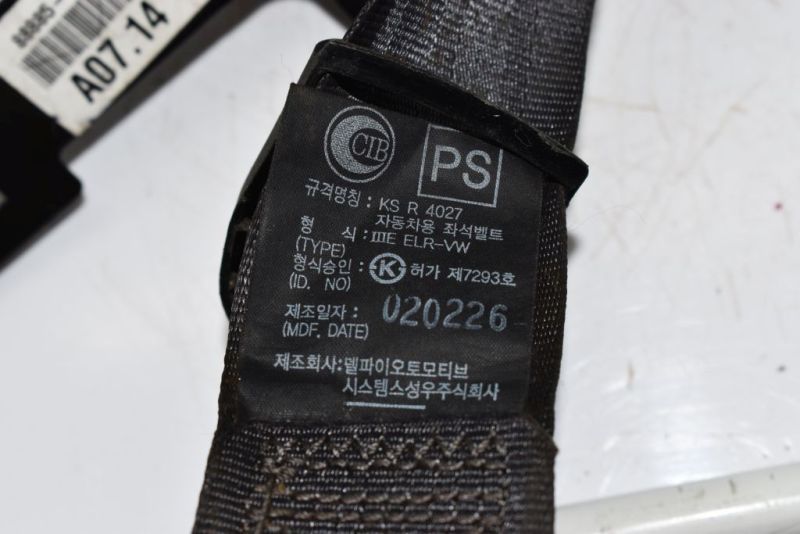 88885-
A07.14
CIB
PS
규격명칭 : KS R 4027
자동차용 좌석벨트
형 식 : ⅢE ELR-VW
(TYPE)
형식승인 : K 허가 제7293호
(ID. NO)
제조일자 : 020226
(MDF. DATE)
제조회사:델파이오토모티브
시스템스성우주식회사